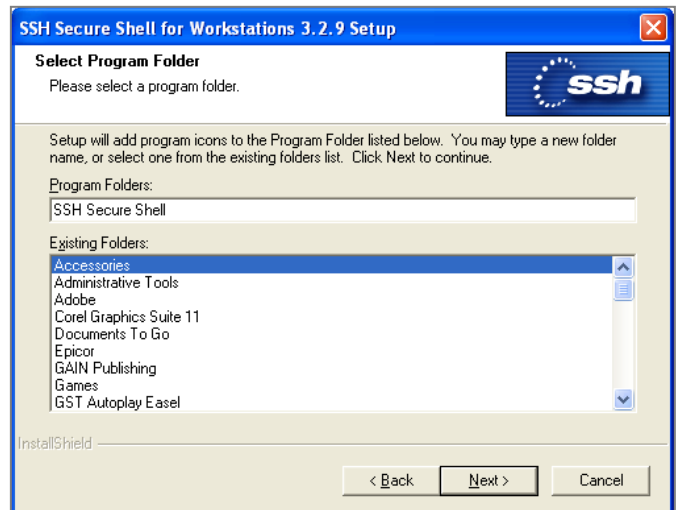 SSH Secure Shell for Workstations 3.2.9 Setup
Select Program Folder
Please select a program folder.
ssh
Setup will add program icons to the Program Folder listed below.  You may type a new folder
name, or select one from the existing folders list.  Click Next to continue.
Program Folders:
SSH Secure Shell
Existing Folders:
Accessories
Administrative Tools
Adobe
Corel Graphics Suite 11
Documents To Go
Epicor
GAIN Publishing
Games
GST Autoplay Easel
InstallShield
< Back
Next >
Cancel